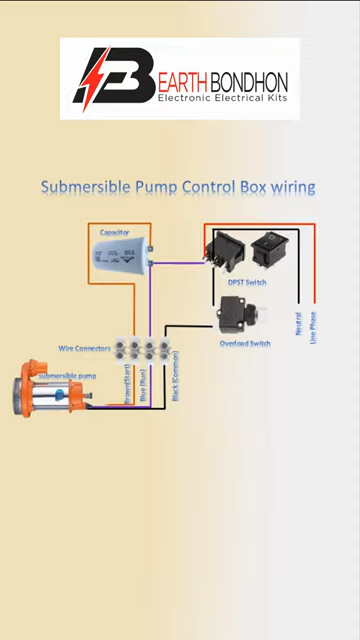 EARTH BONDHON
Electronic Electrical Kits
Submersible Pump Control Box wiring
Capacitor
DPST Switch
Neutral
Line Phase
Overload Switch
Wire Connectors
submersible pump
Brown(Start)
Blue (Run)
Black (Common)